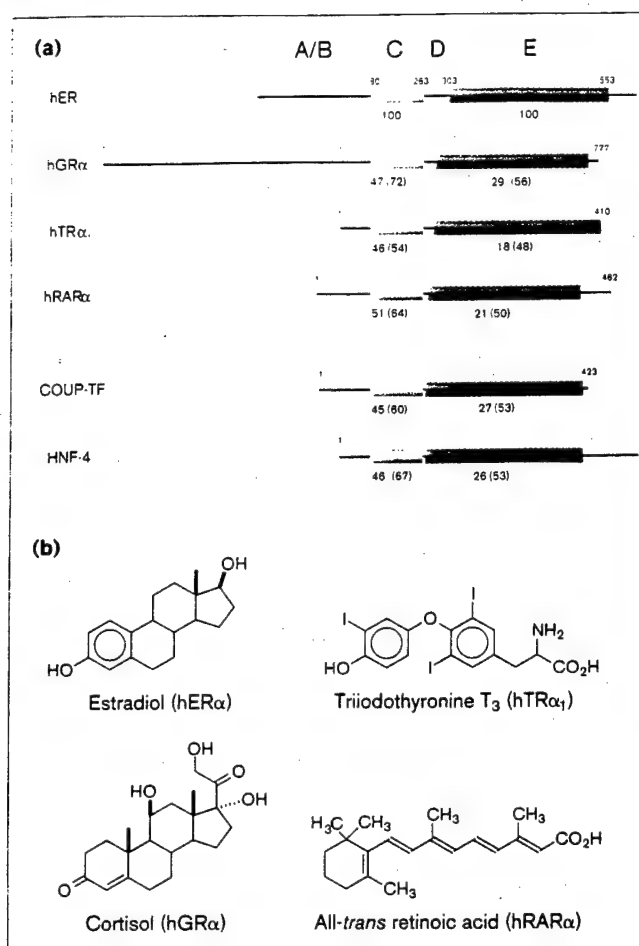 (a) A/B C D E
263 303 553
hER
100 100
777
hGRα
47 (72) 29 (56)
410
hTRα
46 (54) 18 (48)
1 462
hRARα
51 (64) 21 (50)
1 423
COUP-TF
45 (60) 27 (53)
1
HNF-4
46 (67) 26 (53)
(b)
OH
HO
Estradiol (hERα)
I I
O
NH₂
HO I CO₂H
Triiodothyronine T₃ (hTRα₁)
OH
O
HO OH
O
Cortisol (hGRα)
H₃C CH₃ CH₃ CH₃
CO₂H
CH₃
All-trans retinoic acid (hRARα)